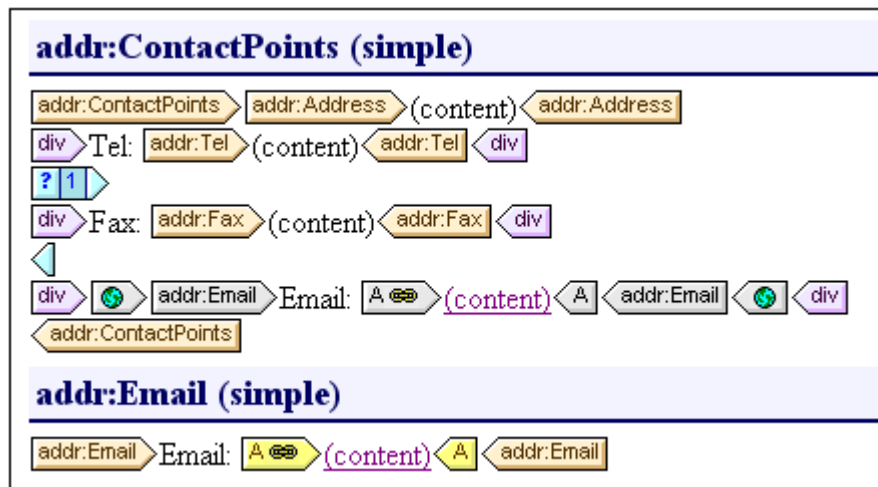 addr:ContactPoints (simple)
addr:ContactPoints addr:Address (content) addr:Address
div Tel: addr:Tel (content) addr:Tel div
? 1
div Fax: addr:Fax (content) addr:Fax div
div addr:Email Email: A (content) A addr:Email div
addr:ContactPoints
addr:Email (simple)
addr:Email Email: A (content) A addr:Email